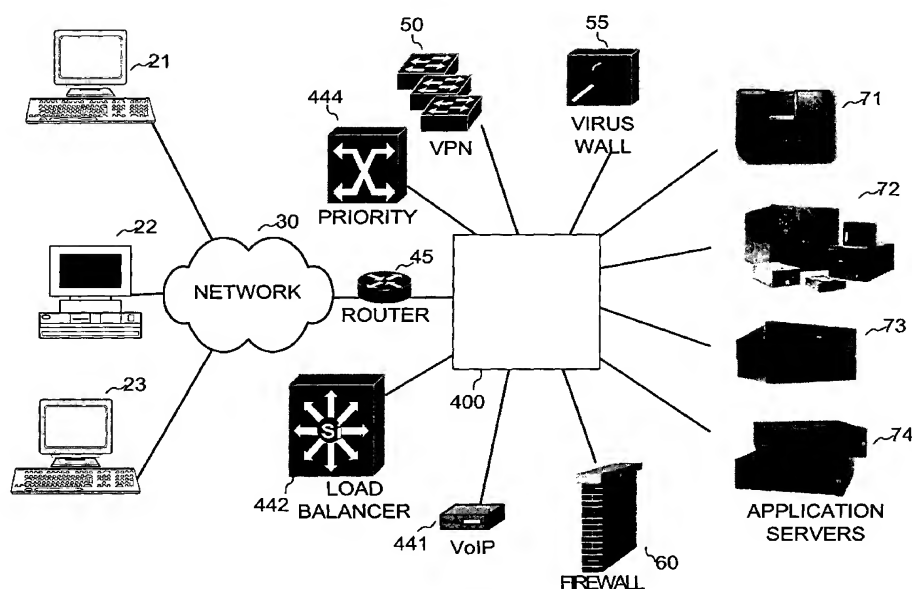 21
50
55
444
VPN
VIRUS
WALL
71
PRIORITY
22
30
45
72
NETWORK
ROUTER
23
400
73
Si
442
LOAD
BALANCER
441
VoIP
60
FIREWALL
74
APPLICATION
SERVERS